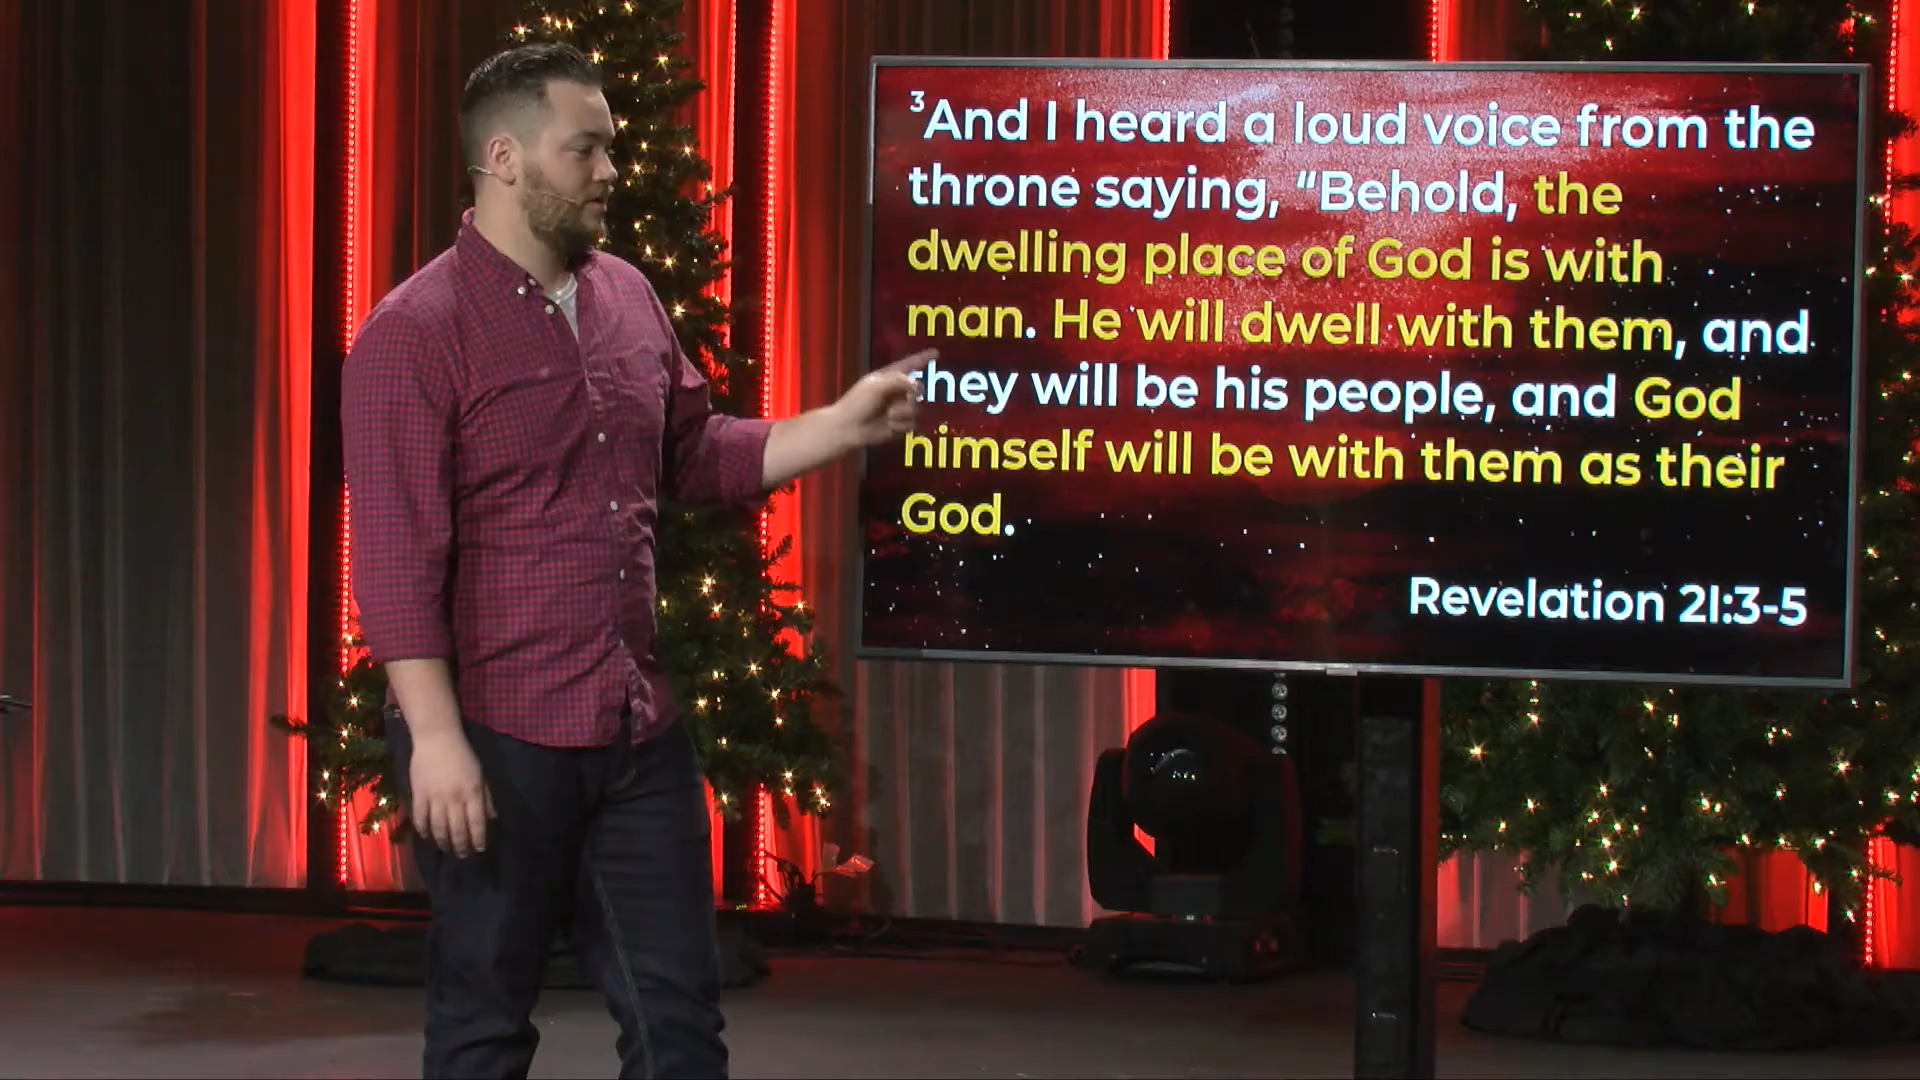 ³And I heard a loud voice from the
throne saying, “Behold, the
dwelling place of God is with
man. He will dwell with them, and
they will be his people, and God
himself will be with them as their
God.
Revelation 21:3-5